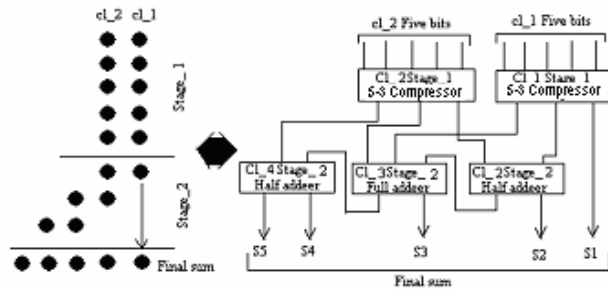 cl_2 cl_1
Stage_1
Stage_2
Final sum
cl_2 Five bits
cl_1 Five bits
Cl_2Stage_1
5-3 Compressor
Cl_1 Stage_1
5-3 Compressor
Cl_4 Stage_2
Half addeer
Cl_3Stage_2
Full addeer
Cl_2Stage_2
Half addeer
S5
S4
S3
S2
S1
Final sum